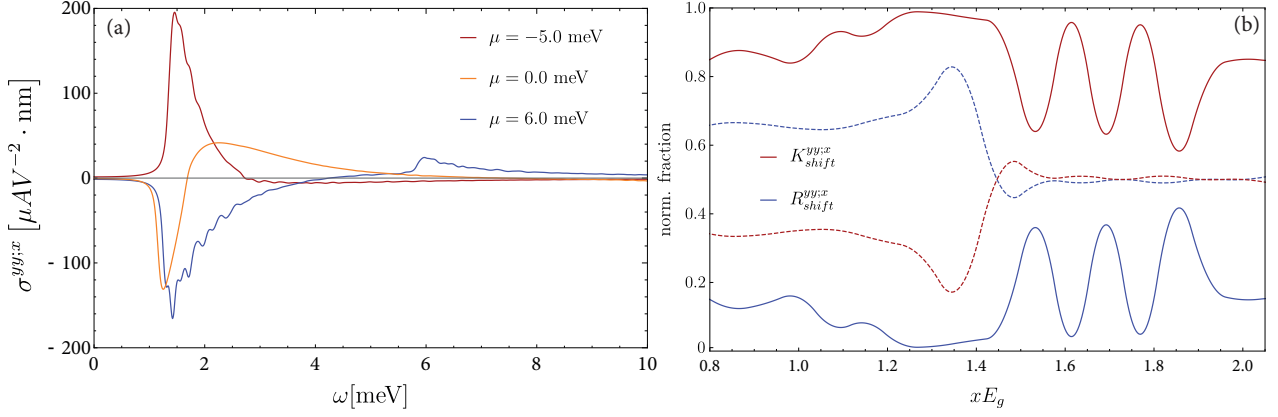 (a)
μ = −5.0 meV
μ = 0.0 meV
μ = 6.0 meV
σ^{yy;x} [μAV^{−2} · nm]
200
100
0
- 100
- 200
0 2 4 6 8 10
ω[meV]
(b)
K^{yy;x}_{shift}
R^{yy;x}_{shift}
norm. fraction
1.0
0.8
0.6
0.4
0.2
0
0.8 1.0 1.2 1.4 1.6 1.8 2.0
xE_g